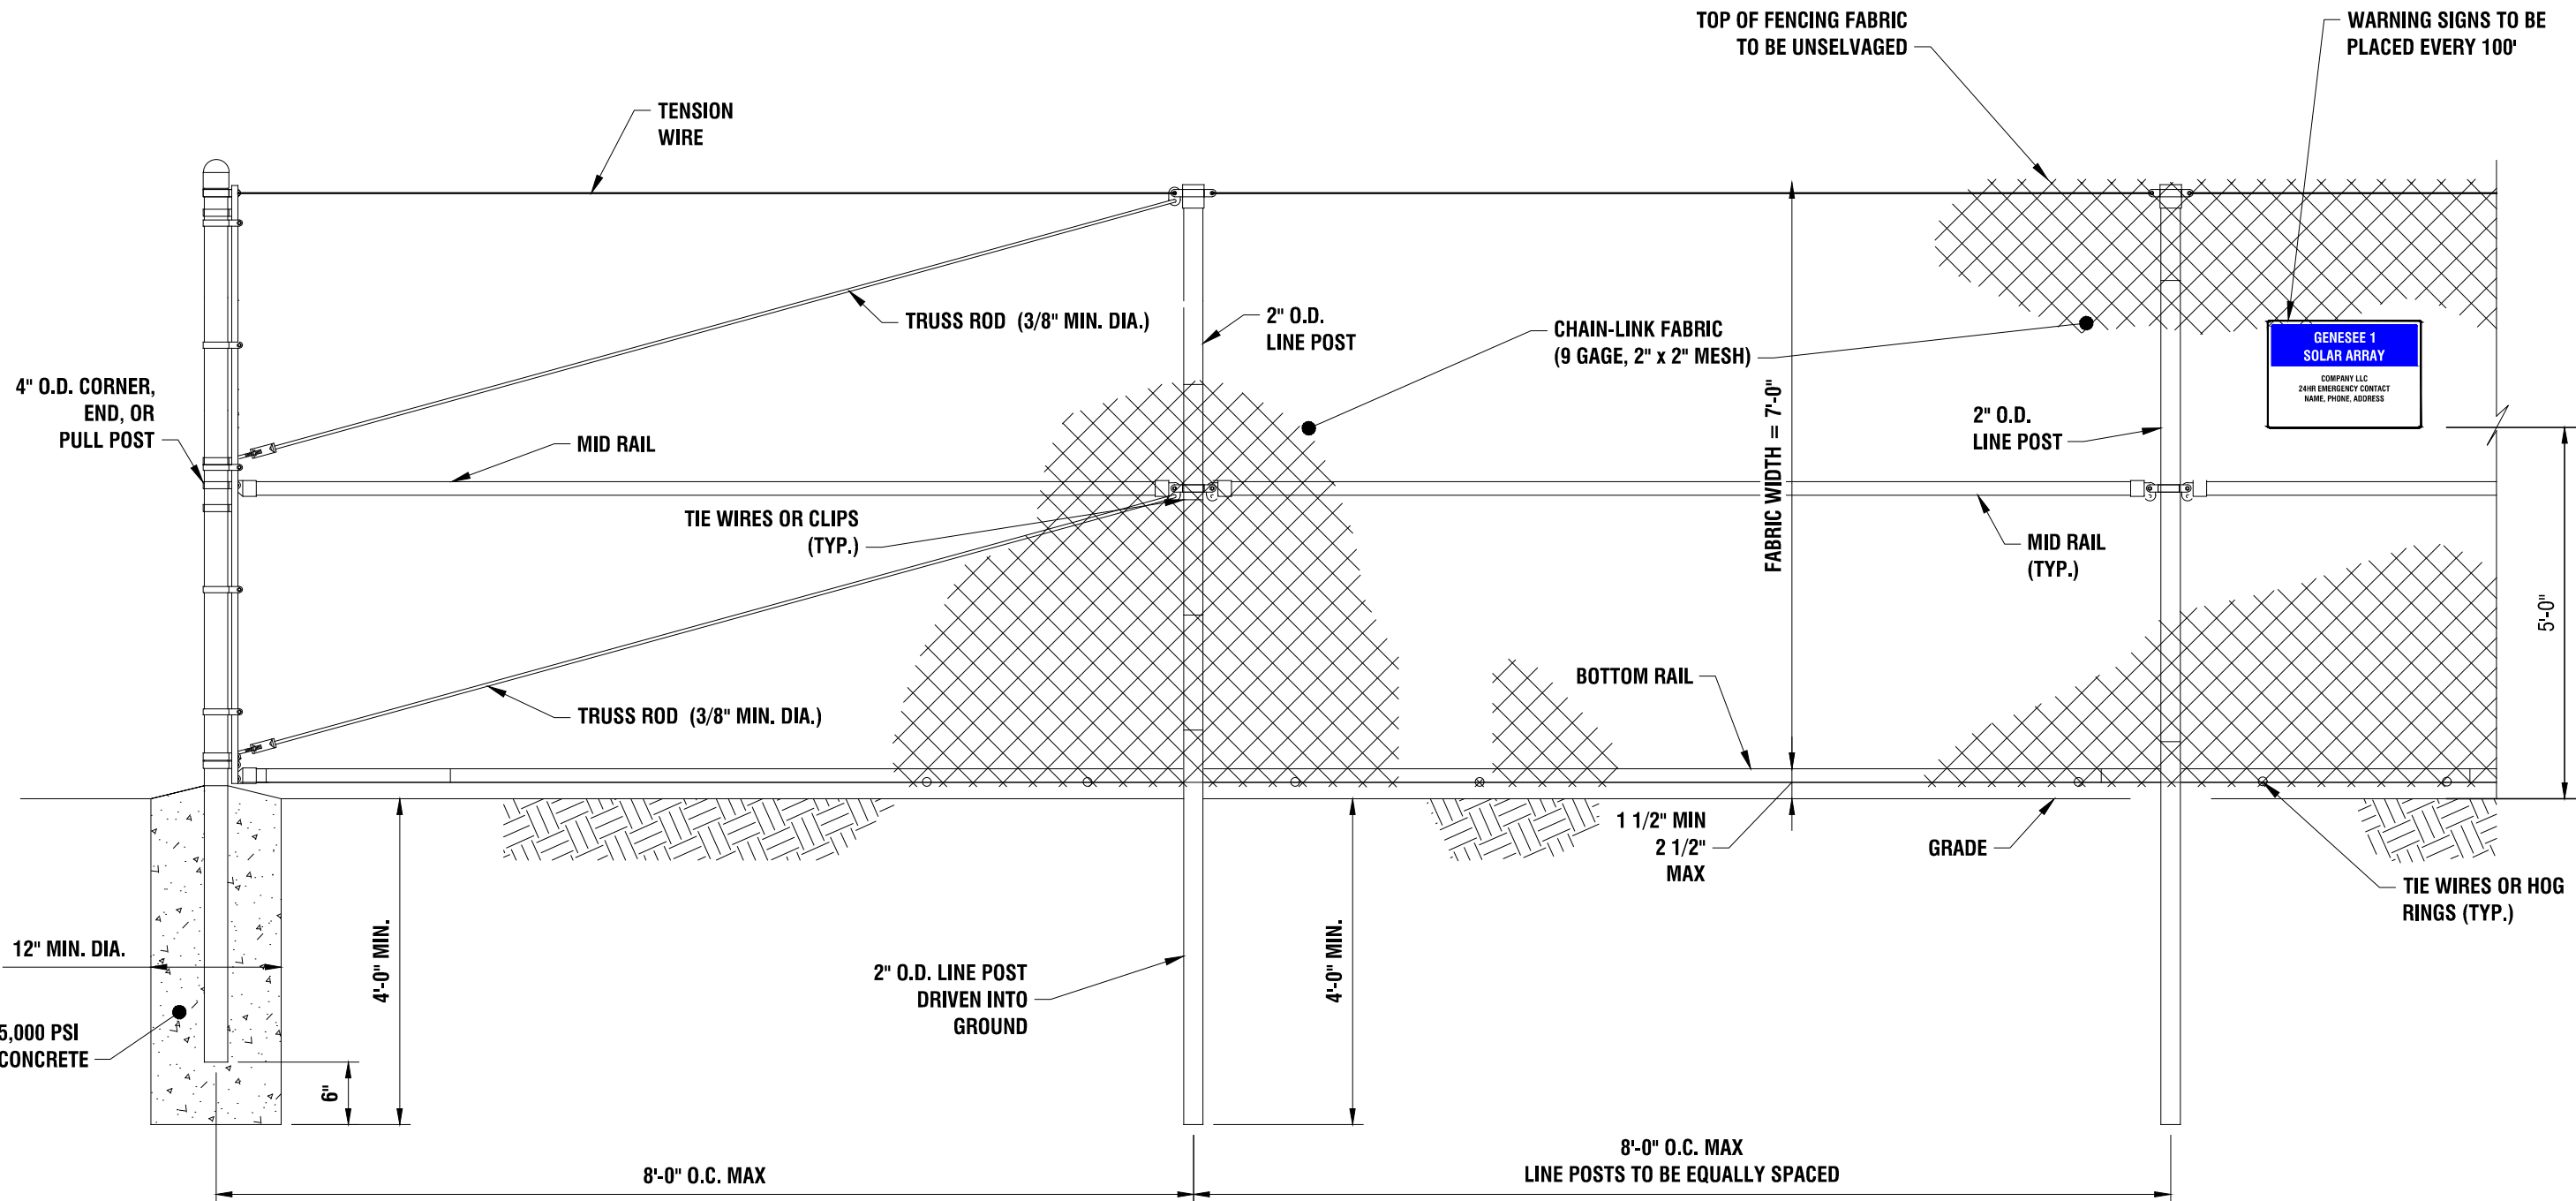 TOP OF FENCING FABRIC
TO BE UNSELVAGED
WARNING SIGNS TO BE
PLACED EVERY 100'
TENSION
WIRE
TRUSS ROD (3/8" MIN. DIA.)
2" O.D.
LINE POST
CHAIN-LINK FABRIC
(9 GAGE, 2" x 2" MESH)
GENESEE 1
SOLAR ARRAY
COMPANY LLC
24HR EMERGENCY CONTACT
NAME, PHONE, ADDRESS
4" O.D. CORNER,
END, OR
PULL POST
MID RAIL
FABRIC WIDTH = 7'-0"
2" O.D.
LINE POST
TIE WIRES OR CLIPS
(TYP.)
MID RAIL
(TYP.)
5'-0"
TRUSS ROD (3/8" MIN. DIA.)
BOTTOM RAIL
1 1/2" MIN
2 1/2"
MAX
GRADE
TIE WIRES OR HOG
RINGS (TYP.)
12" MIN. DIA.
4'-0" MIN.
2" O.D. LINE POST
DRIVEN INTO
GROUND
4'-0" MIN.
5,000 PSI
CONCRETE
6"
8'-0" O.C. MAX
8'-0" O.C. MAX
LINE POSTS TO BE EQUALLY SPACED